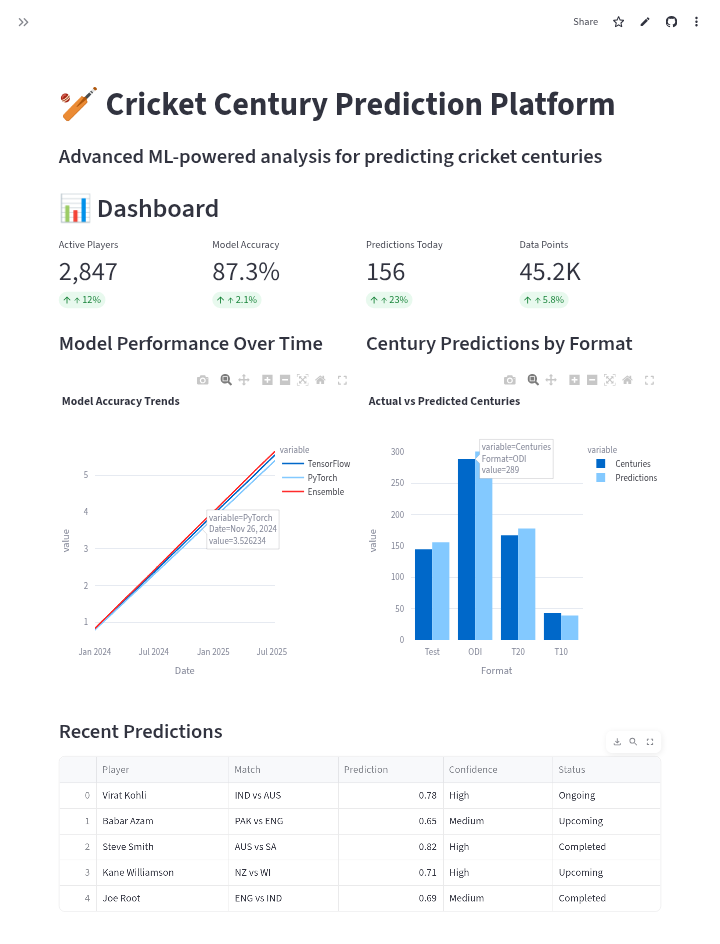 Share
Cricket Century Prediction Platform
Advanced ML-powered analysis for predicting cricket centuries
Dashboard
Active Players
2,847
↑ ↑ 12%
Model Accuracy
87.3%
↑ ↑ 2.1%
Predictions Today
156
↑ ↑ 23%
Data Points
45.2K
↑ ↑ 5.8%
Model Performance Over Time
Model Accuracy Trends
variable
TensorFlow
PyTorch
Ensemble
5
4
3
2
1
value
variable=PyTorch
Date=Nov 26, 2024
value=3.526234
Jan 2024 Jul 2024 Jan 2025 Jul 2025
Date
Century Predictions by Format
Actual vs Predicted Centuries
variable
Centuries
Predictions
300
250
200
150
100
50
0
value
variable=Centuries
Format=ODI
value=289
Test ODI T20 T10
Format
Recent Predictions
Player Match Prediction Confidence Status
0 Virat Kohli IND vs AUS 0.78 High Ongoing
1 Babar Azam PAK vs ENG 0.65 Medium Upcoming
2 Steve Smith AUS vs SA 0.82 High Completed
3 Kane Williamson NZ vs WI 0.71 High Upcoming
4 Joe Root ENG vs IND 0.69 Medium Completed